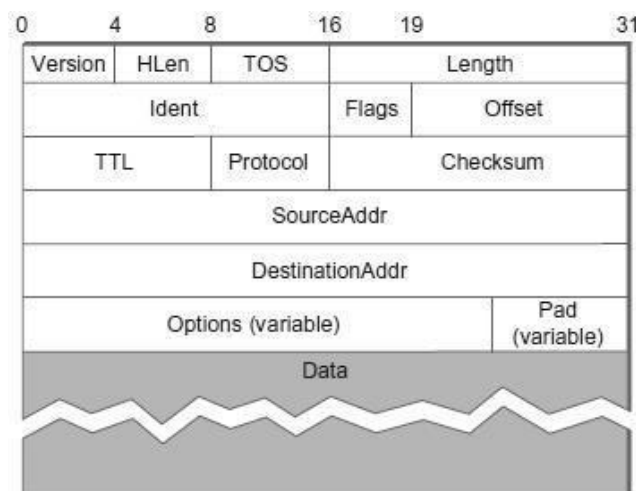 0 4 8 16 19 31
Version HLen TOS Length
Ident Flags Offset
TTL Protocol Checksum
SourceAddr
DestinationAddr
Options (variable) Pad
(variable)
Data